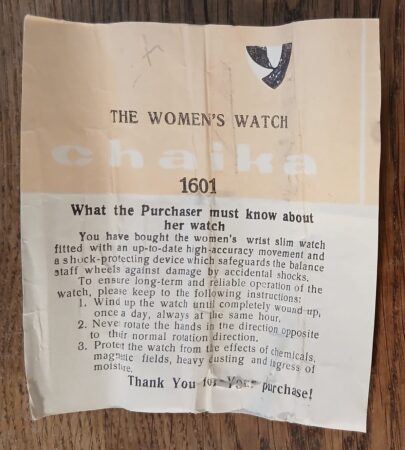 THE WOMEN'S WATCH
chaika
1601
What the Purchaser must know about
her watch
You have bought the women's wrist slim watch
fitted with an up-to-date high-accuracy movement and
a shock-protecting device which safeguards the balance
staff wheels against damage by accidental shocks.
To ensure long-term and reliable operation of the
watch, please keep to the following instructions:
1. Wind up the watch until completely wound up,
once a day, always at the same hour.
2. Never rotate the hands in the direction opposite
to their normal rotation direction.
3. Protect the watch from the effects of chemicals,
magnetic fields, heavy dusting and ingress of
moisture.
Thank You for Your purchase!